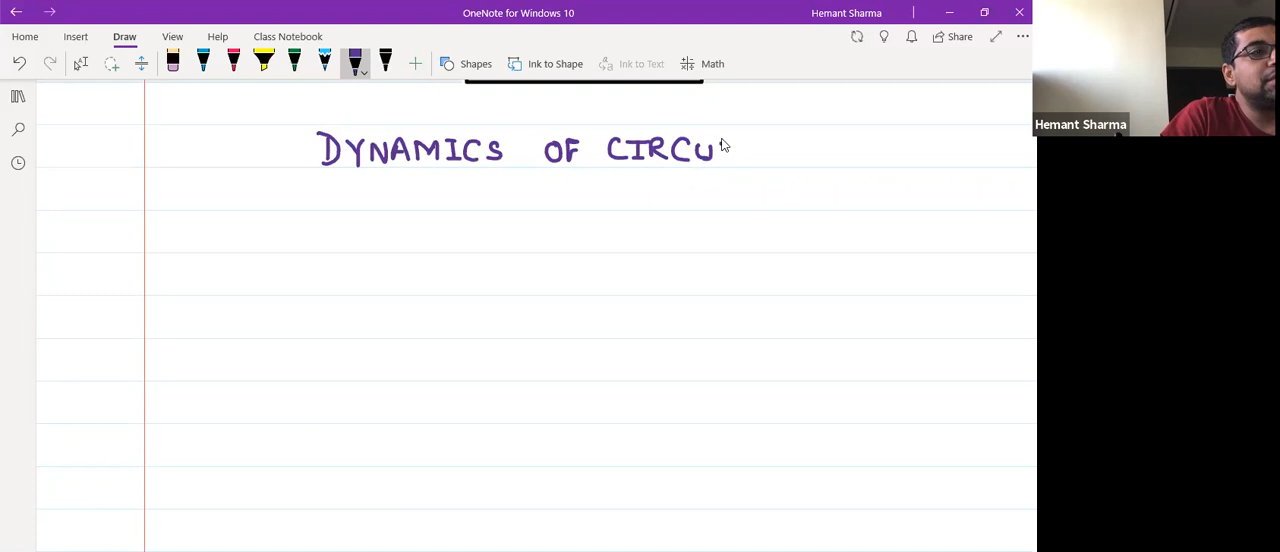 OneNote for Windows 10
Hemant Sharma
Home Insert Draw View Help Class Notebook Share
Shapes Ink to Shape Ink to Text Math
Hemant Sharma
DYNAMICS OF CIRCU